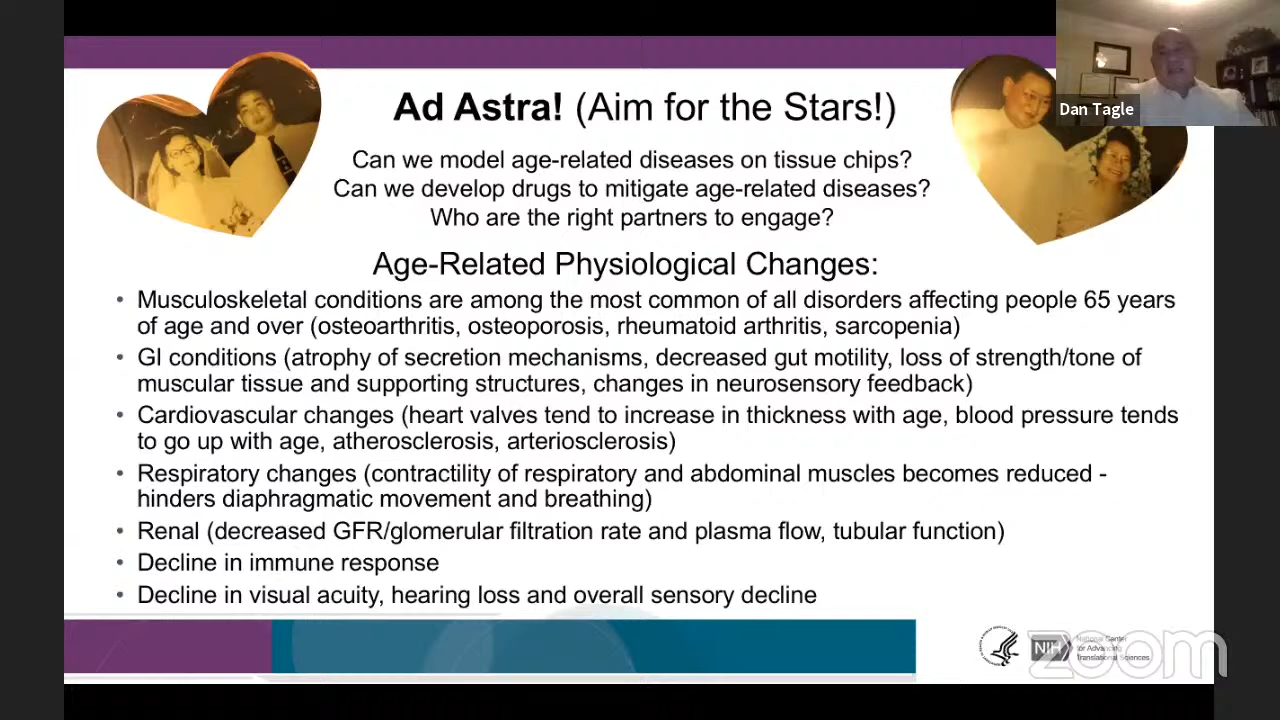 Ad Astra! (Aim for the Stars!)
Dan Tagle
Can we model age-related diseases on tissue chips?
Can we develop drugs to mitigate age-related diseases?
Who are the right partners to engage?
Age-Related Physiological Changes:
• Musculoskeletal conditions are among the most common of all disorders affecting people 65 years
of age and over (osteoarthritis, osteoporosis, rheumatoid arthritis, sarcopenia)
• GI conditions (atrophy of secretion mechanisms, decreased gut motility, loss of strength/tone of
muscular tissue and supporting structures, changes in neurosensory feedback)
• Cardiovascular changes (heart valves tend to increase in thickness with age, blood pressure tends
to go up with age, atherosclerosis, arteriosclerosis)
• Respiratory changes (contractility of respiratory and abdominal muscles becomes reduced -
hinders diaphragmatic movement and breathing)
• Renal (decreased GFR/glomerular filtration rate and plasma flow, tubular function)
• Decline in immune response
• Decline in visual acuity, hearing loss and overall sensory decline
NIH
National Center
for Advancing
Translational Sciences
zoom